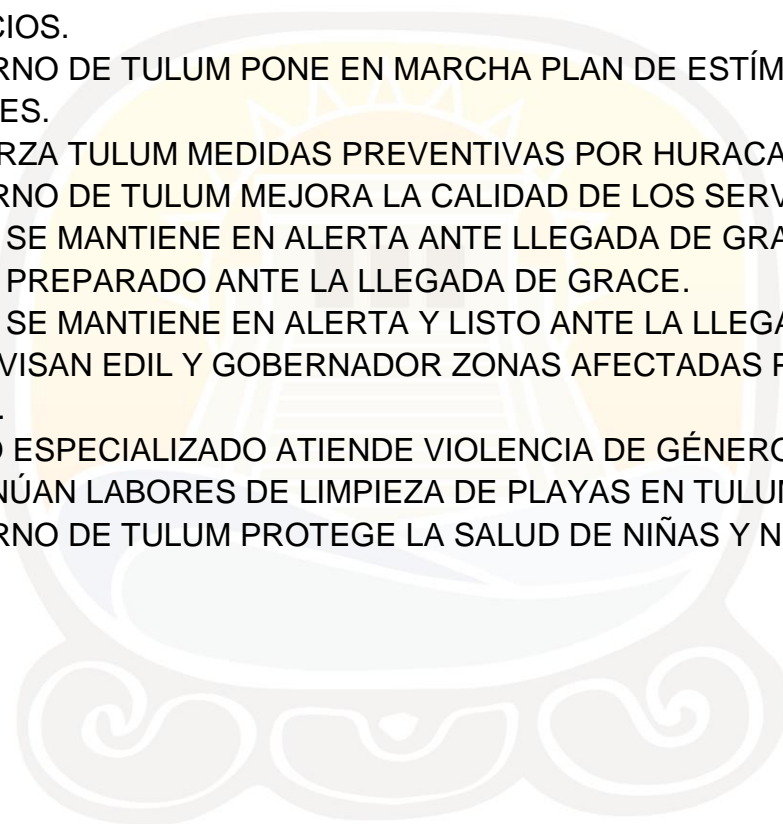 CIOS.
RNO DE TULUM PONE EN MARCHA PLAN DE ESTÍM
ES.
RZA TULUM MEDIDAS PREVENTIVAS POR HURACA
RNO DE TULUM MEJORA LA CALIDAD DE LOS SERV
SE MANTIENE EN ALERTA ANTE LLEGADA DE GRA
PREPARADO ANTE LA LLEGADA DE GRACE.
SE MANTIENE EN ALERTA Y LISTO ANTE LA LLEGA
VISAN EDIL Y GOBERNADOR ZONAS AFECTADAS P
.
O ESPECIALIZADO ATIENDE VIOLENCIA DE GÉNERO
NÚAN LABORES DE LIMPIEZA DE PLAYAS EN TULUM
RNO DE TULUM PROTEGE LA SALUD DE NIÑAS Y N